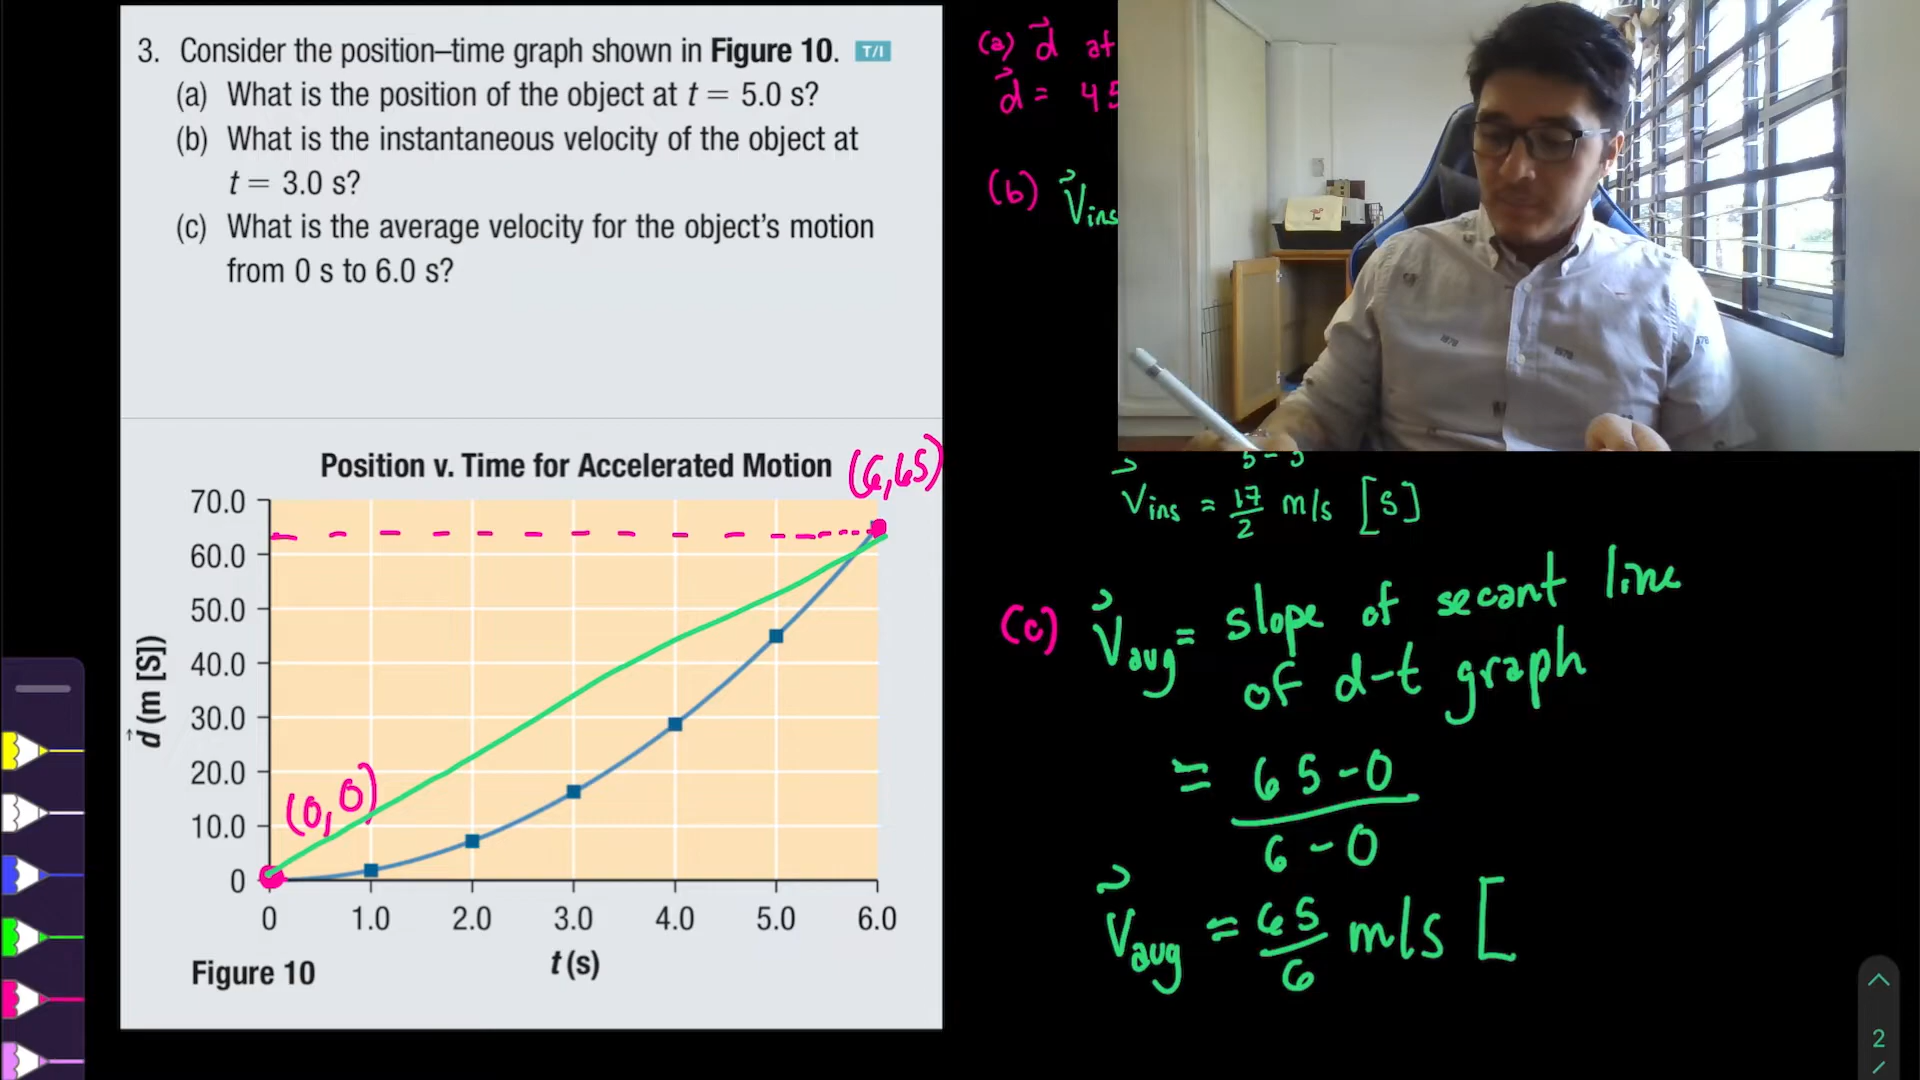 3. Consider the position–time graph shown in Figure 10. T/I
(a) What is the position of the object at t = 5.0 s?
(b) What is the instantaneous velocity of the object at
t = 3.0 s?
(c) What is the average velocity for the object's motion
from 0 s to 6.0 s?
Position v. Time for Accelerated Motion
(6,65)
70.0
60.0
50.0
40.0
30.0
20.0
10.0
0
d⃗ (m [S])
(0, 0)
0 1.0 2.0 3.0 4.0 5.0 6.0
t (s)
Figure 10
(a) d⃗ at
d⃗ = 45
(b) V⃗ins
V⃗ins = 17/2 m/s [S]
(c) V⃗avg = slope of secant line
of d-t graph
= 65-0
6-0
V⃗avg = 65/6 m/s [
2